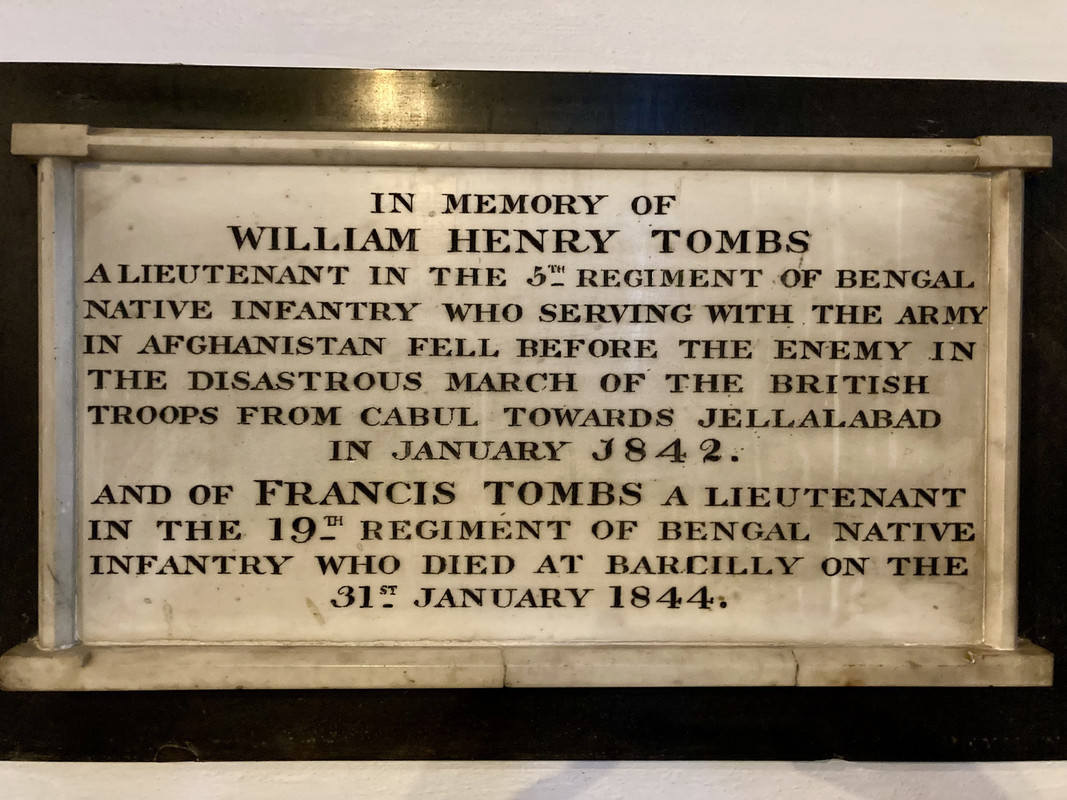 IN MEMORY OF
WILLIAM HENRY TOMBS
A LIEUTENANT IN THE 5TH REGIMENT OF BENGAL
NATIVE INFANTRY WHO SERVING WITH THE ARMY
IN AFGHANISTAN FELL BEFORE THE ENEMY IN
THE DISASTROUS MARCH OF THE BRITISH
TROOPS FROM CABUL TOWARDS JELLALABAD
IN JANUARY 1842.
AND OF FRANCIS TOMBS A LIEUTENANT
IN THE 19TH REGIMENT OF BENGAL NATIVE
INFANTRY WHO DIED AT BARCILLY ON THE
31ST JANUARY 1844.